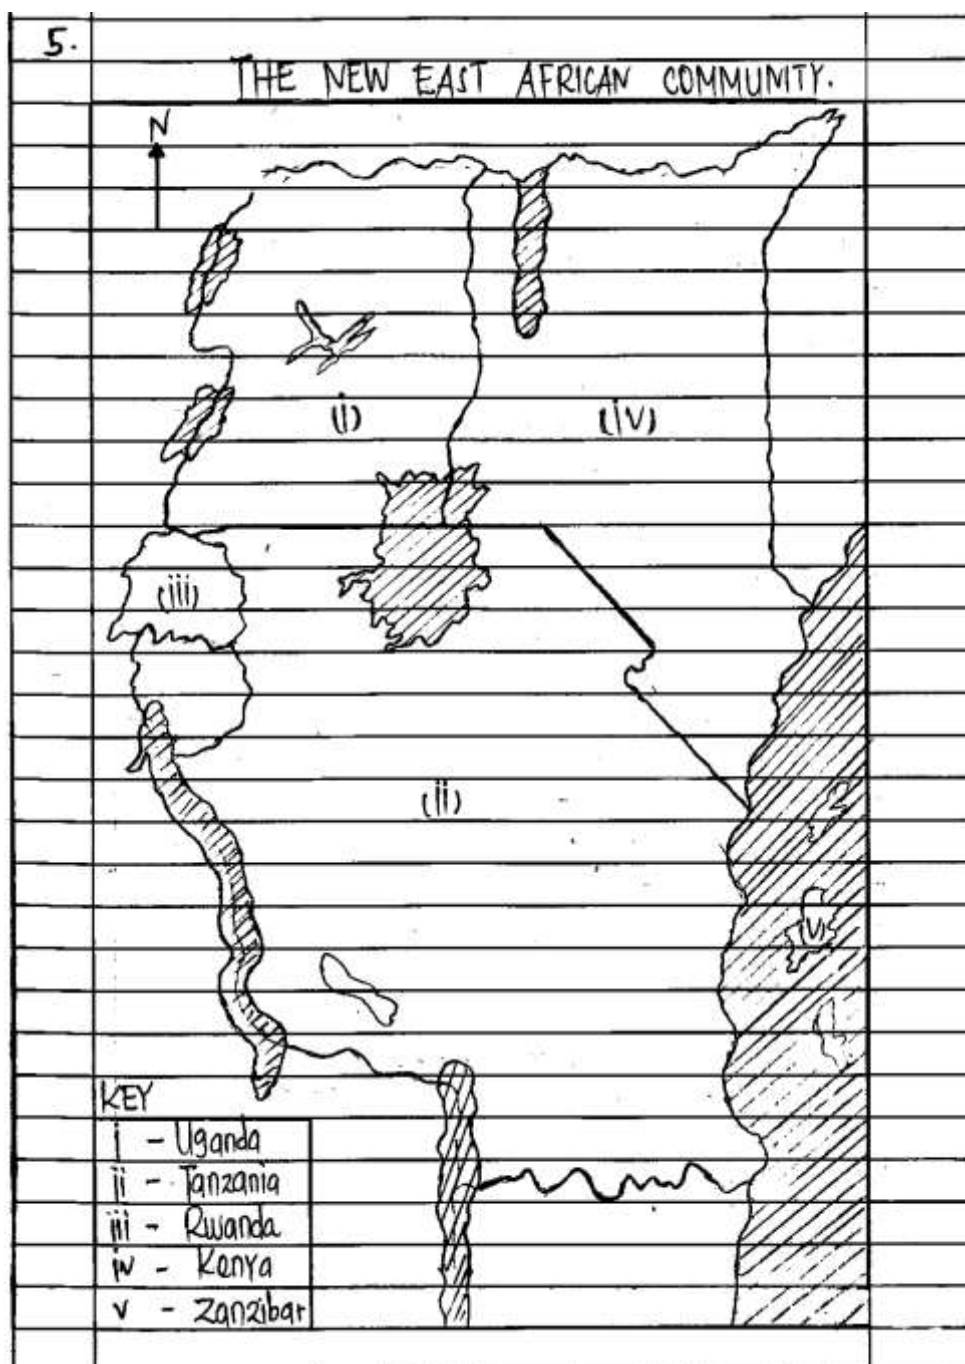 5.
THE NEW EAST AFRICAN COMMUNITY.
N
(i)
(iv)
(iii)
(ii)
(v)
KEY
i - Uganda
ii - Tanzania
iii - Rwanda
iv - Kenya
v - Zanzibar